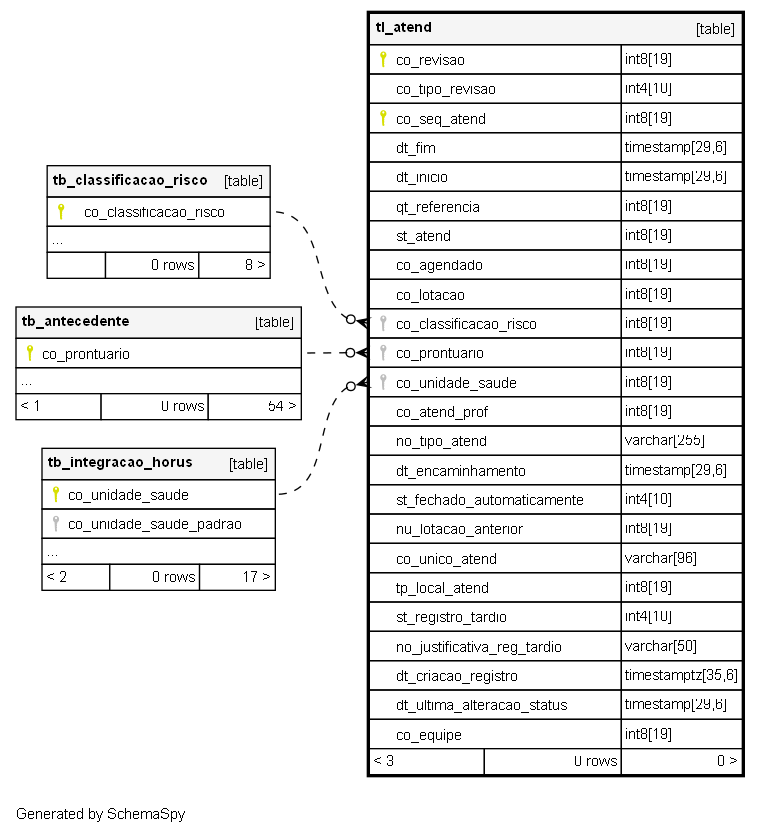 tl_atend [table]
co_revisao int8[19]
co_tipo_revisao int4[10]
co_seq_atend int8[19]
dt_fim timestamp[29,6]
dt_inicio timestamp[29,6]
qt_referencia int8[19]
st_atend int8[19]
co_agendado int8[19]
co_lotacao int8[19]
co_classificacao_risco int8[19]
co_prontuario int8[19]
co_unidade_saude int8[19]
co_atend_prof int8[19]
no_tipo_atend varchar[255]
dt_encaminhamento timestamp[29,6]
st_fechado_automaticamente int4[10]
nu_lotacao_anterior int8[19]
co_unico_atend varchar[96]
tp_local_atend int8[19]
st_registro_tardio int4[10]
no_justificativa_reg_tardio varchar[50]
dt_criacao_registro timestamptz[35,6]
dt_ultima_alteracao_status timestamp[29,6]
co_equipe int8[19]
< 3 0 rows 0 >
tb_classificacao_risco [table]
co_classificacao_risco
...
0 rows 8 >
tb_antecedente [table]
co_prontuario
...
< 1 0 rows 54 >
tb_integracao_horus [table]
co_unidade_saude
co_unidade_saude_padrao
...
< 2 0 rows 17 >
Generated by SchemaSpy